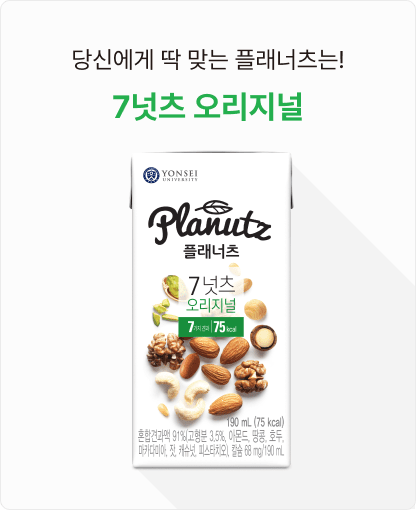 당신에게 딱 맞는 플래너츠는!
7넛츠 오리지널
YONSEI
UNIVERSITY
Planutz
플래너츠
7넛츠
오리지널
7가지견과 75kcal
190 mL (75 kcal)
혼합견과액 91%(고형분 3.5%, 아몬드, 땅콩, 호두,
마카다미아, 잣, 캐슈넛, 피스타치오), 칼슘 68 mg/190 mL